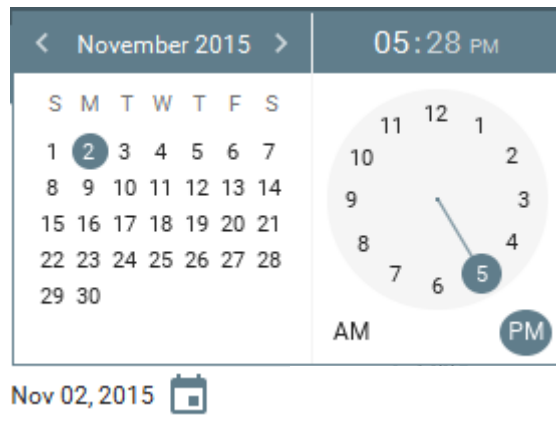 < November 2015 >
05:28 PM
S M T W T F S
1 2 3 4 5 6 7
8 9 10 11 12 13 14
15 16 17 18 19 20 21
22 23 24 25 26 27 28
29 30
12
11 1
10 2
9 3
8 4
7 5
6
AM PM
Nov 02, 2015